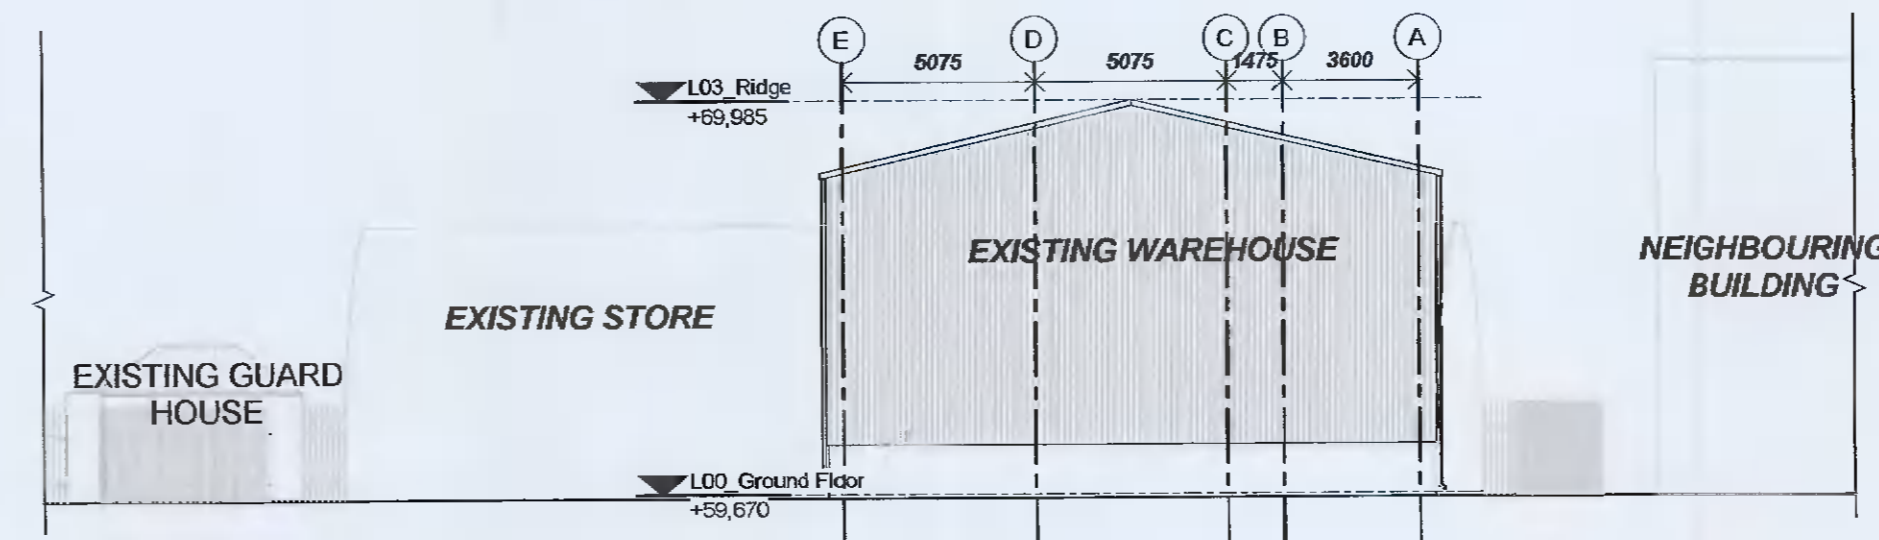 E D C B A
5075 5075 1475 3600
L03_Ridge
+69,985
EXISTING WAREHOUSE
NEIGHBOURING
BUILDING
EXISTING STORE
EXISTING GUARD
HOUSE
L00_Ground Floor
+59,670